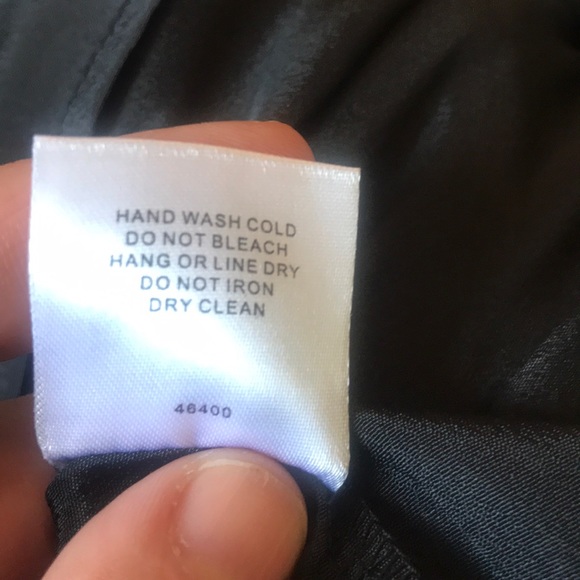 HAND WASH COLD
DO NOT BLEACH
HANG OR LINE DRY
DO NOT IRON
DRY CLEAN
46400